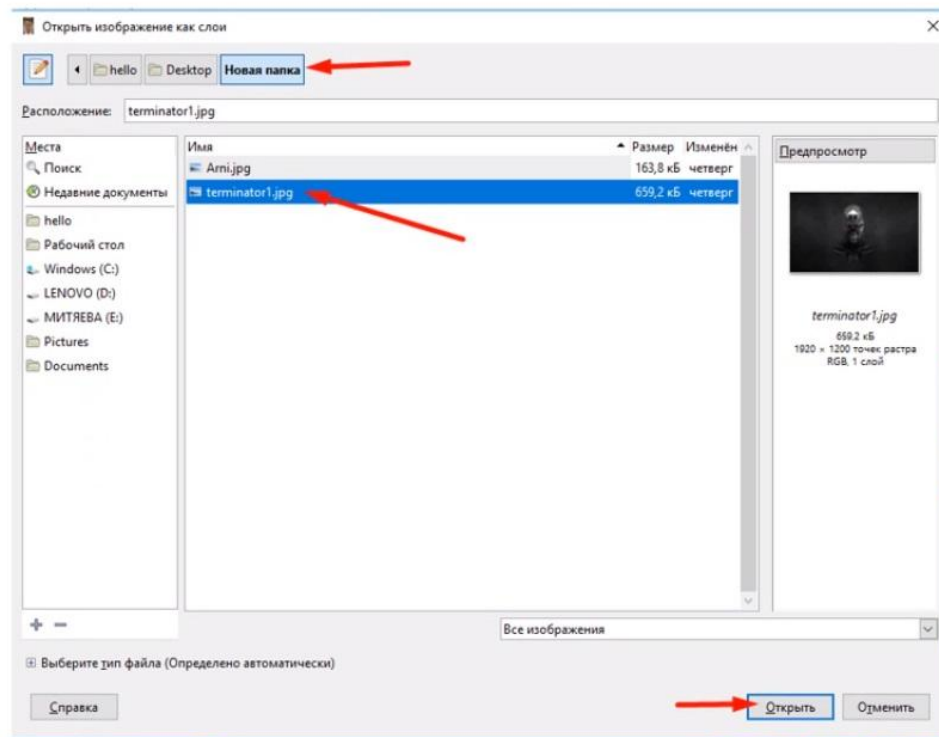 Открыть изображение как слои
hello Desktop Новая папка
Расположение: terminator1.jpg
Места
Поиск
Недавние документы
hello
Рабочий стол
Windows (C:)
LENOVO (D:)
МИТЯЕВА (E:)
Pictures
Documents
Имя Размер Изменён
Arni.jpg 163,8 кБ четверг
terminator1.jpg 659,2 кБ четверг
Предпросмотр
terminator1.jpg
659,2 кБ
1920 × 1200 точек растра
RGB, 1 слой
Все изображения
Выберите тип файла (Определено автоматически)
Справка Открыть Отменить